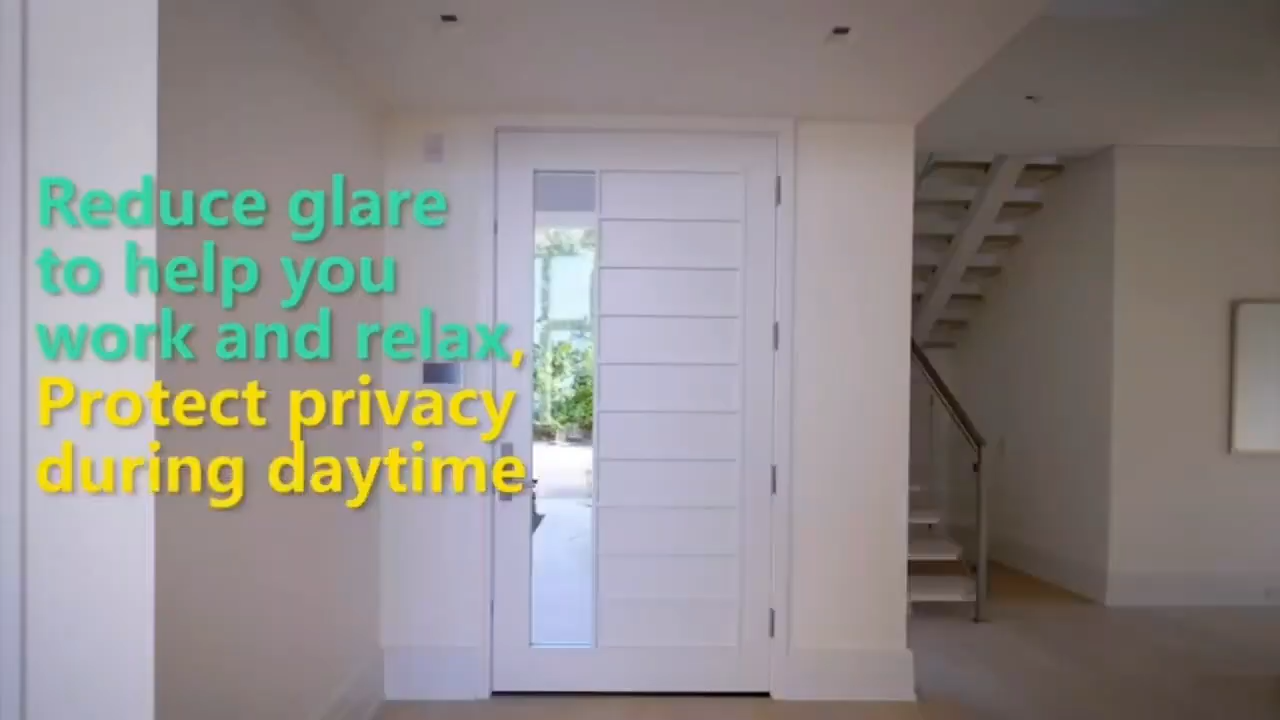 Reduce glare
to help you
work and relax,
Protect privacy
during daytime